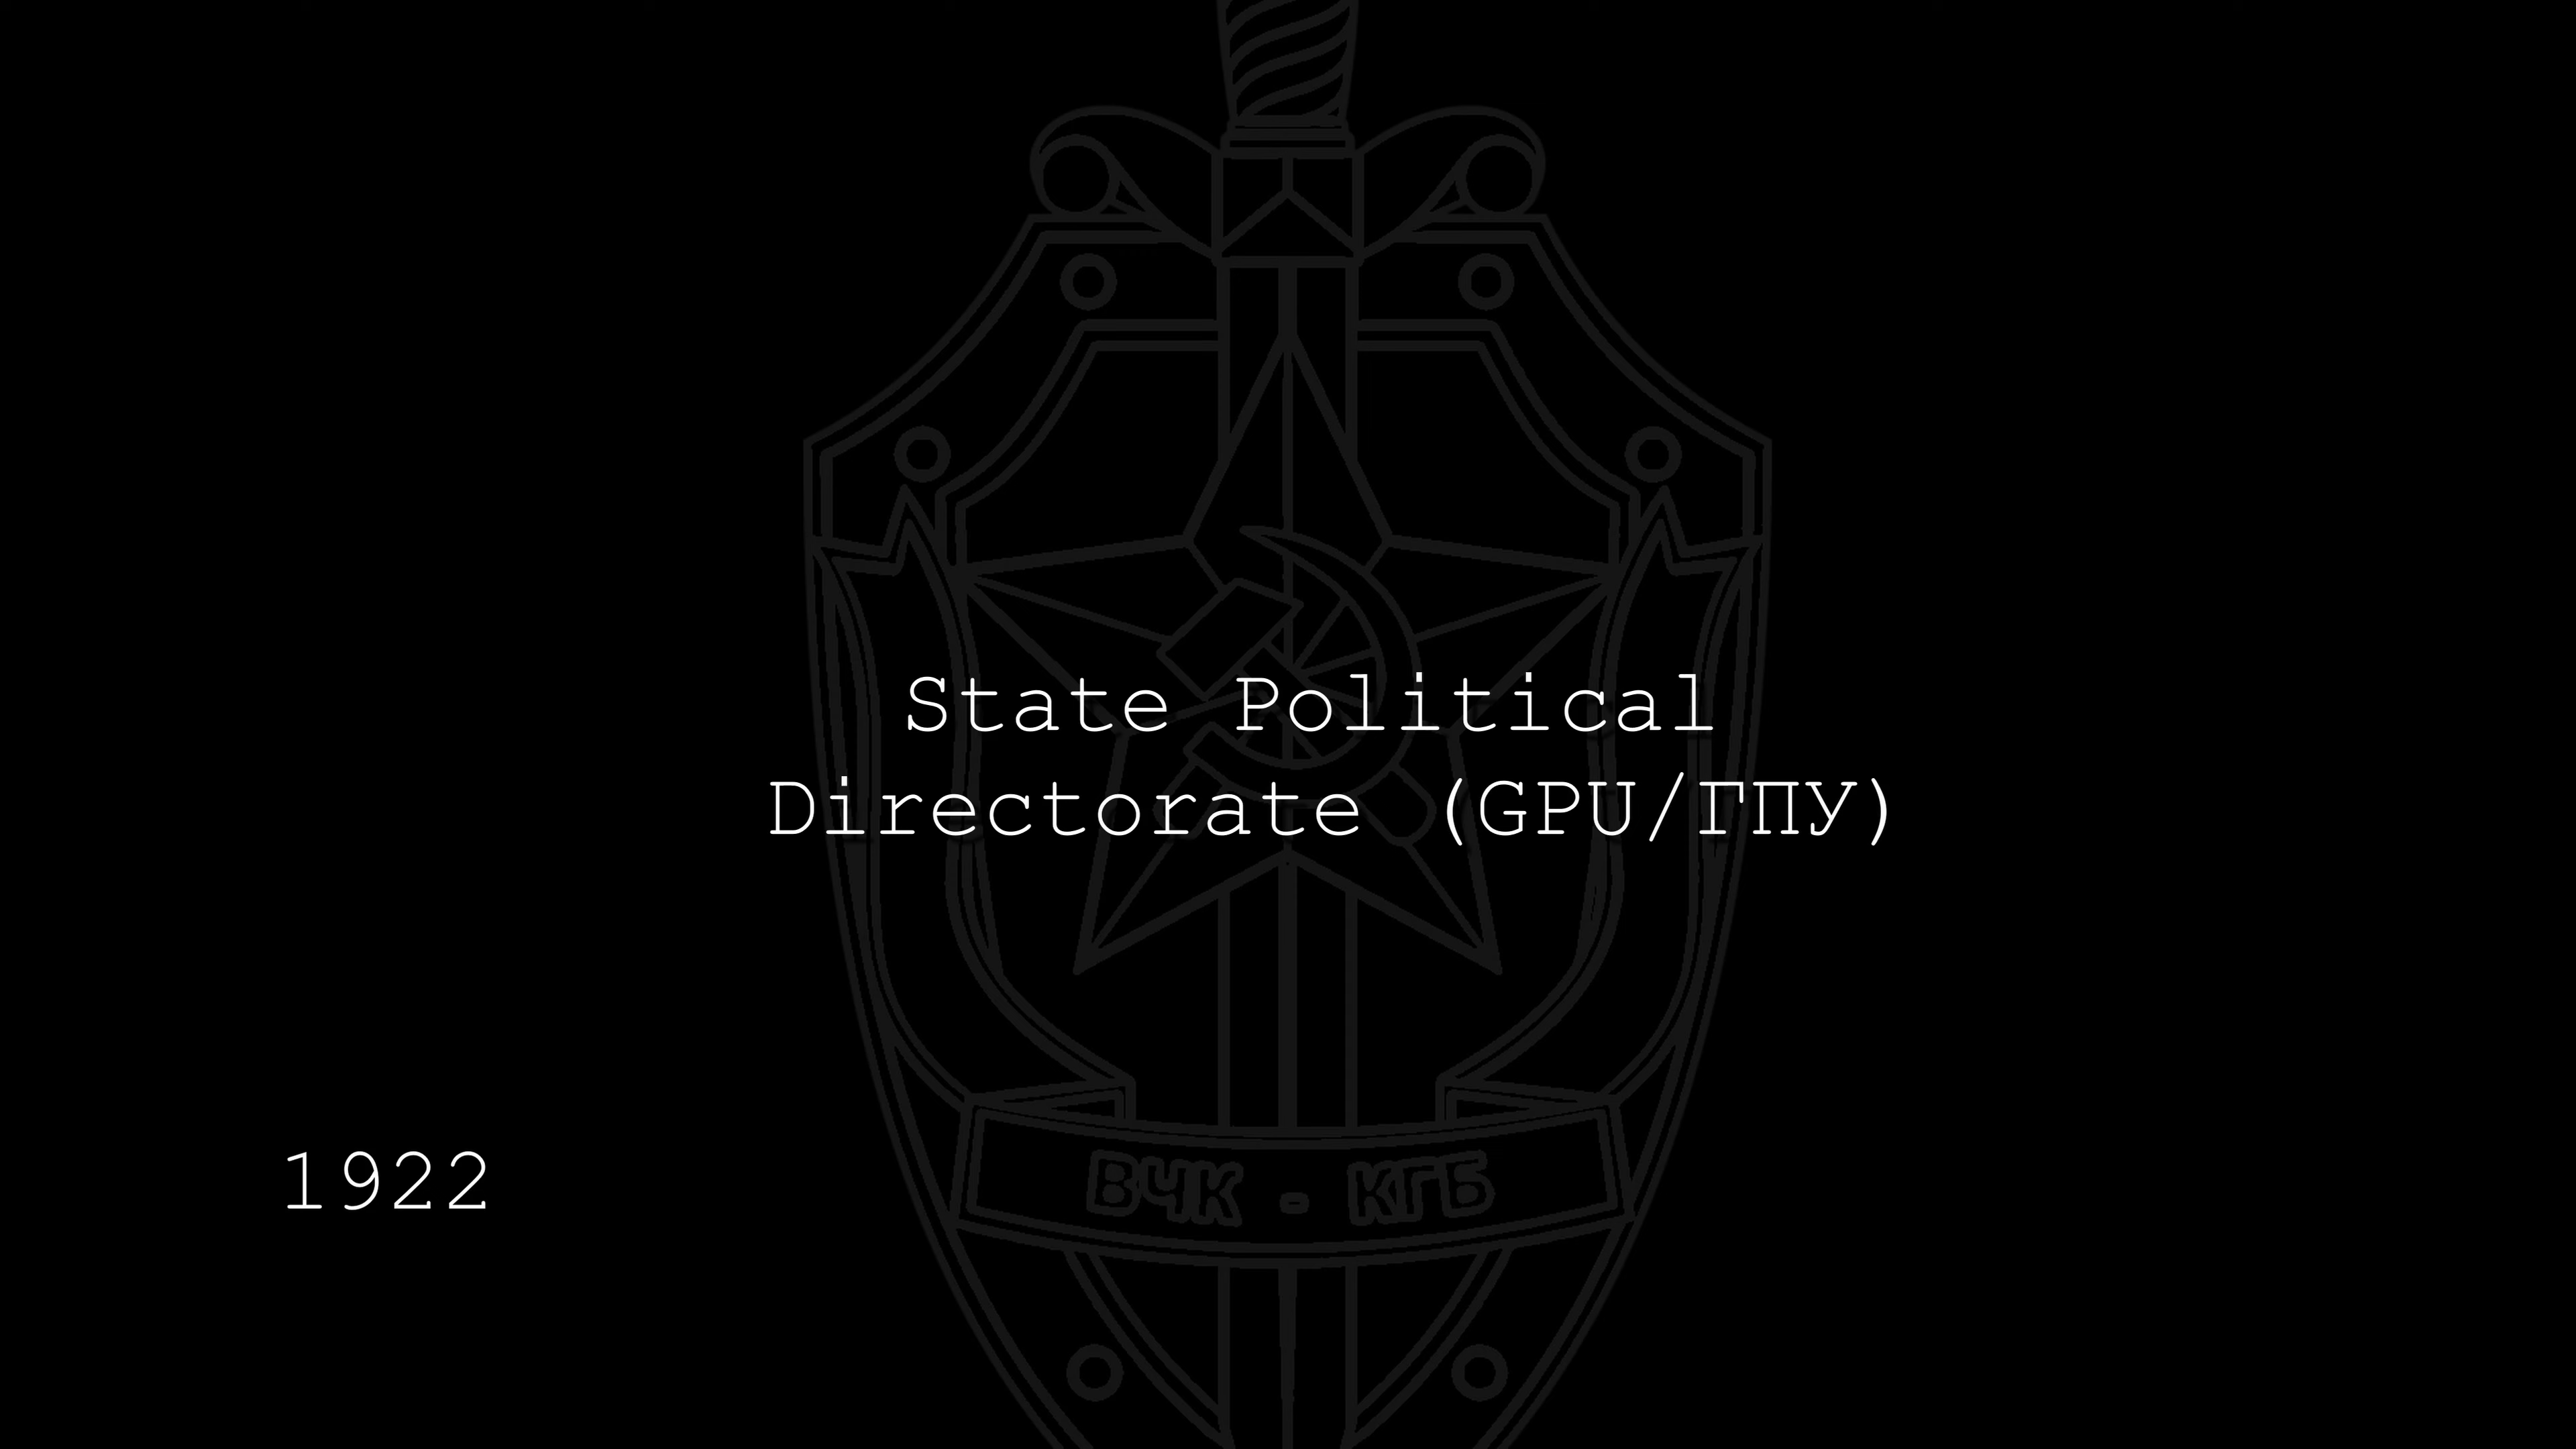 State Political
Directorate (GPU/ГПУ)
1922
ВЧК - КГБ